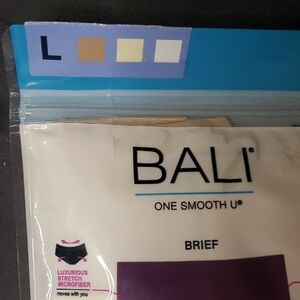 L
BALI®
ONE SMOOTH U®
BRIEF
LUXURIOUS
STRETCH
MICROFIBER
moves with you